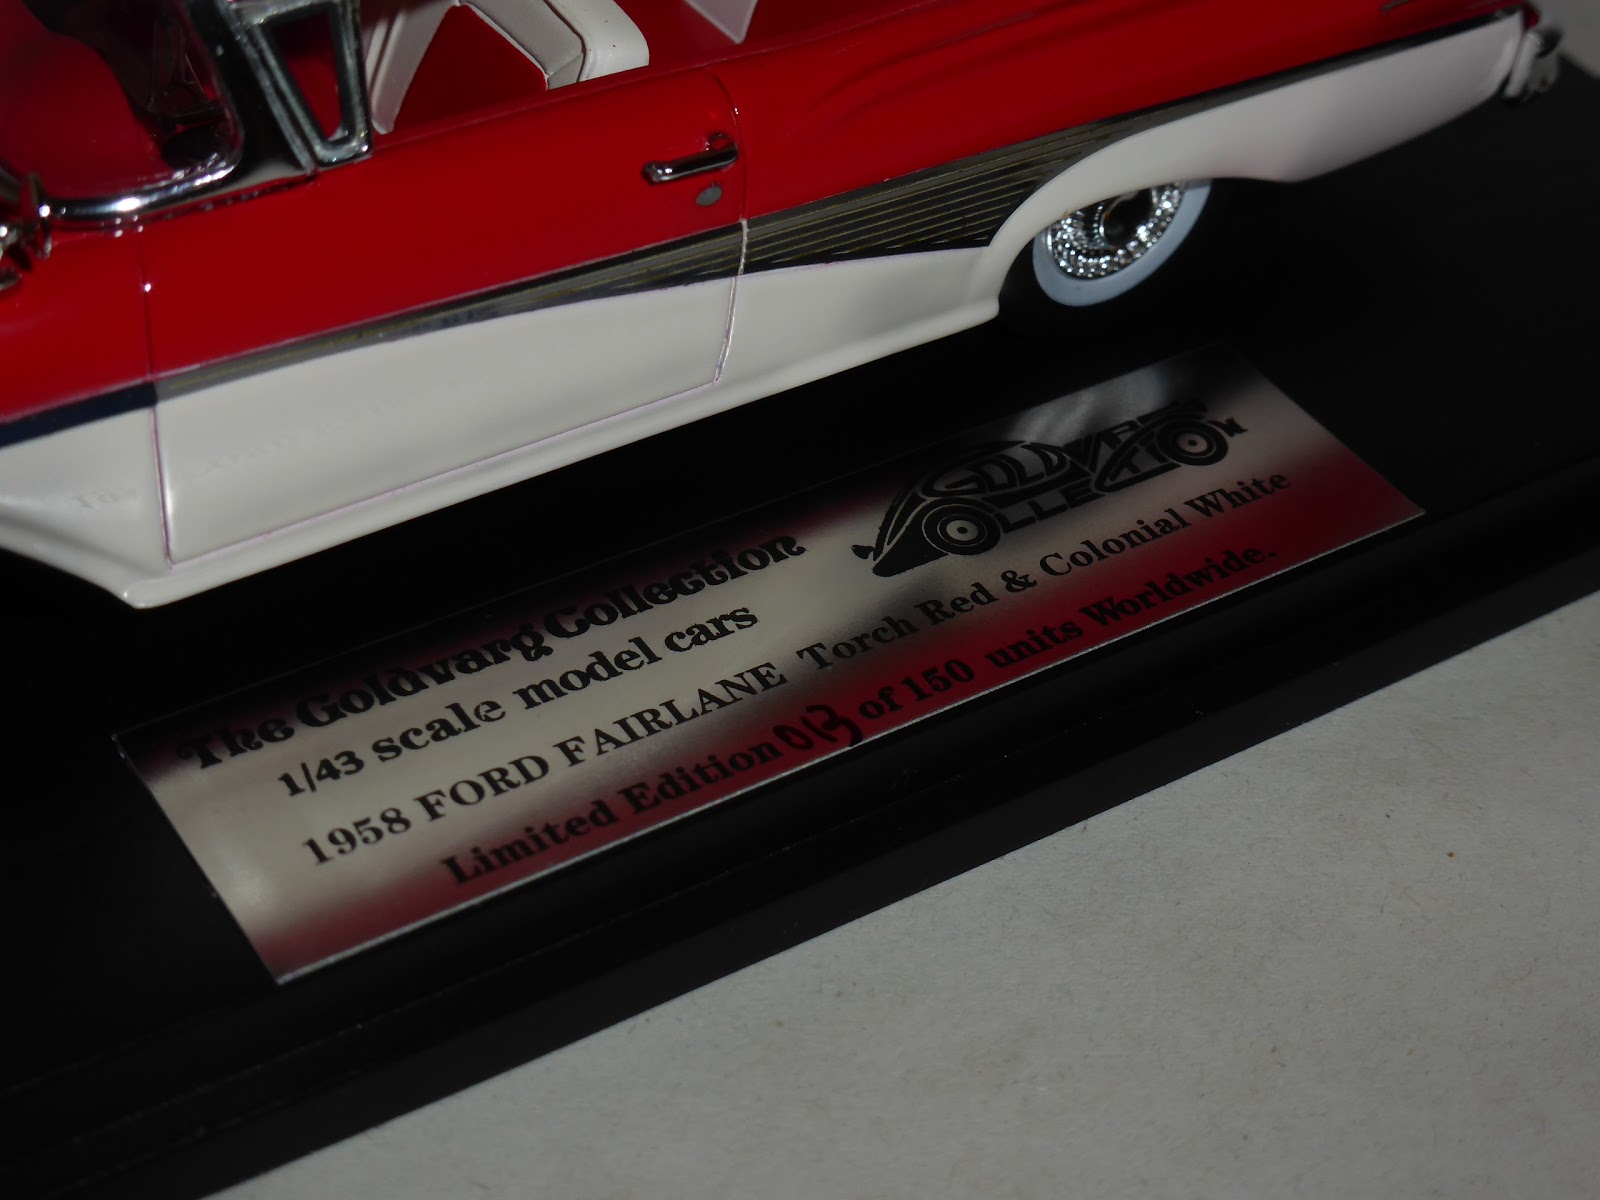 The Goldvarg Collection
1/43 scale model cars
GOLDVARG
COLLECTION
1958 FORD FAIRLANE Torch Red & Colonial White
Limited Edition 013 of 150 units Worldwide.